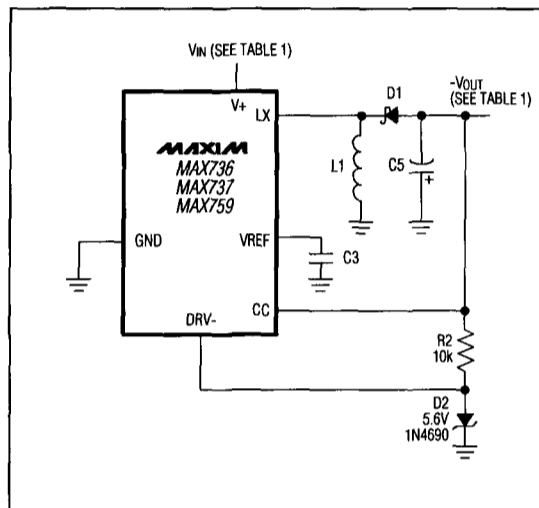 VIN (SEE TABLE 1)
-VOUT
(SEE TABLE 1)
D1
V+
LX
MAXIM
MAX736
MAX737
MAX759
L1
C5
+
GND
VREF
C3
CC
DRV-
R2
10k
D2
5.6V
1N4690